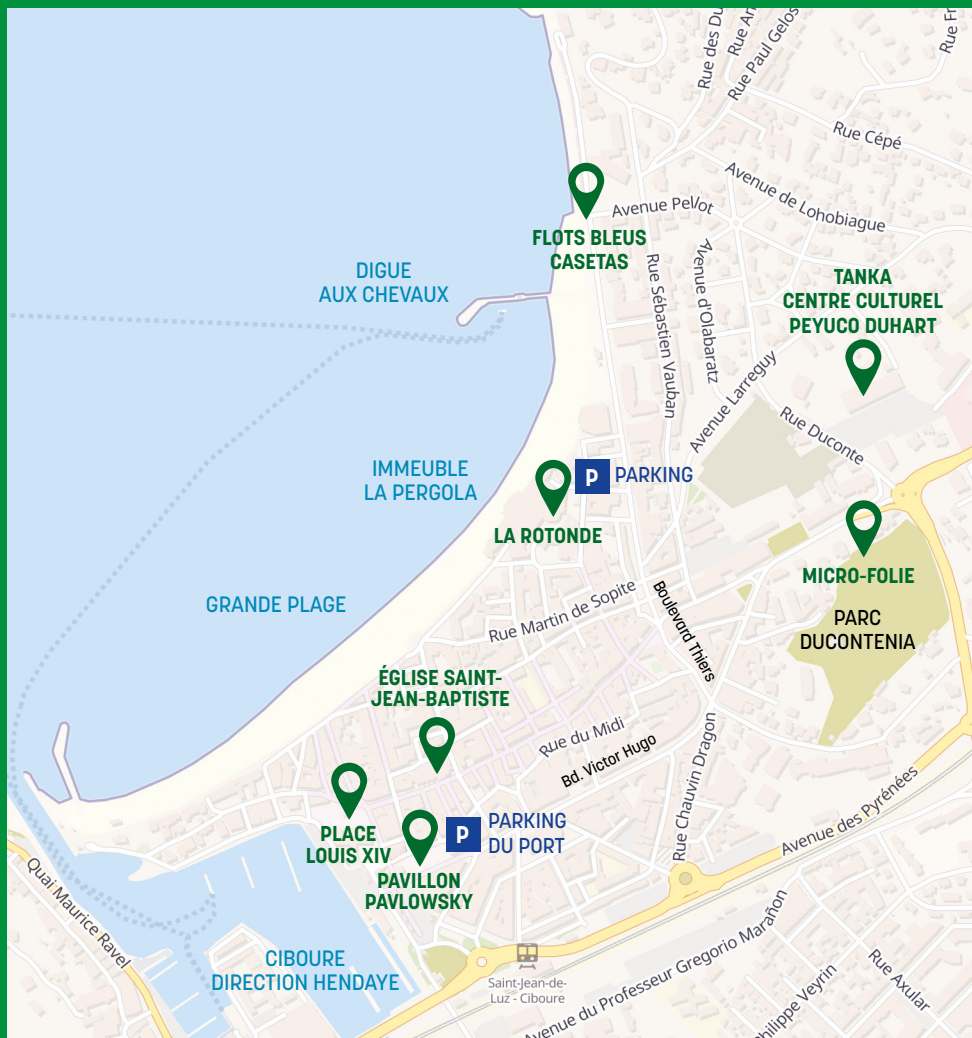 Rue des Du
Rue An
Rue Paul Gelos
Rue Fr
Rue Cépé
Avenue de Lohobiague
Avenue Pellot
FLOTS BLEUS
CASETAS
DIGUE
AUX CHEVAUX
Rue Sébastien Vauban
Avenue d'Olabaratz
TANKA
CENTRE CULTUREL
PEYUCO DUHART
Avenue Larreguy
Rue Duconte
IMMEUBLE
LA PERGOLA
P PARKING
LA ROTONDE
MICRO-FOLIE
PARC
DUCONTENIA
GRANDE PLAGE
Rue Martin de Sopite
Boulevard Thiers
ÉGLISE SAINT-
JEAN-BAPTISTE
Rue du Midi
Bd. Victor Hugo
Rue Chauvin Dragon
Avenue des Pyrénées
PLACE
LOUIS XIV
P PARKING
DU PORT
PAVILLON
PAVLOWSKY
Quai Maurice Ravel
CIBOURE
DIRECTION HENDAYE
Saint-Jean-de-
Luz - Ciboure
Avenue du Professeur Gregorio Marañon
Philippe Veyrin
Rue Axular